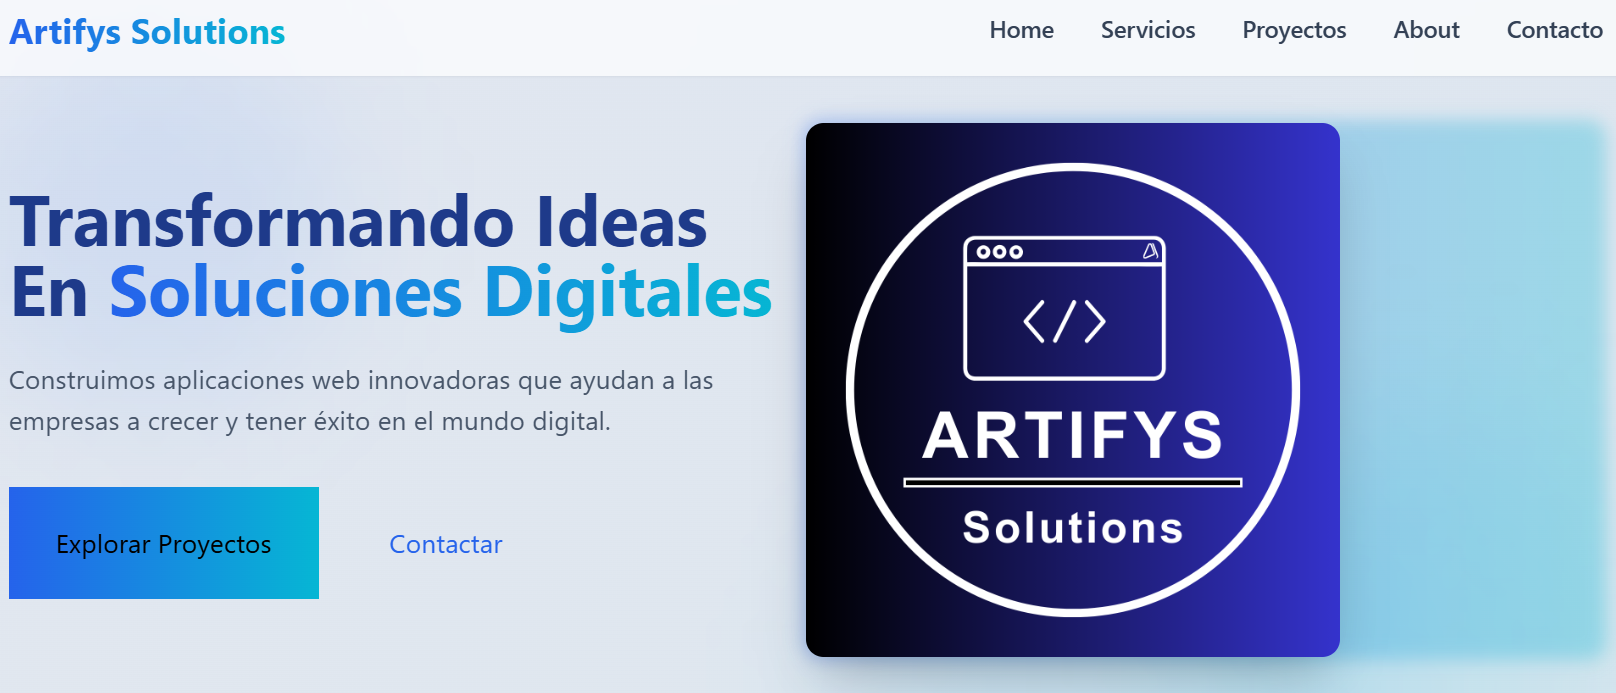 Artifys Solutions
Home Servicios Proyectos About Contacto
Transformando Ideas
En Soluciones Digitales
Construimos aplicaciones web innovadoras que ayudan a las
empresas a crecer y tener éxito en el mundo digital.
Explorar Proyectos
Contactar
</>
ARTIFYS
Solutions